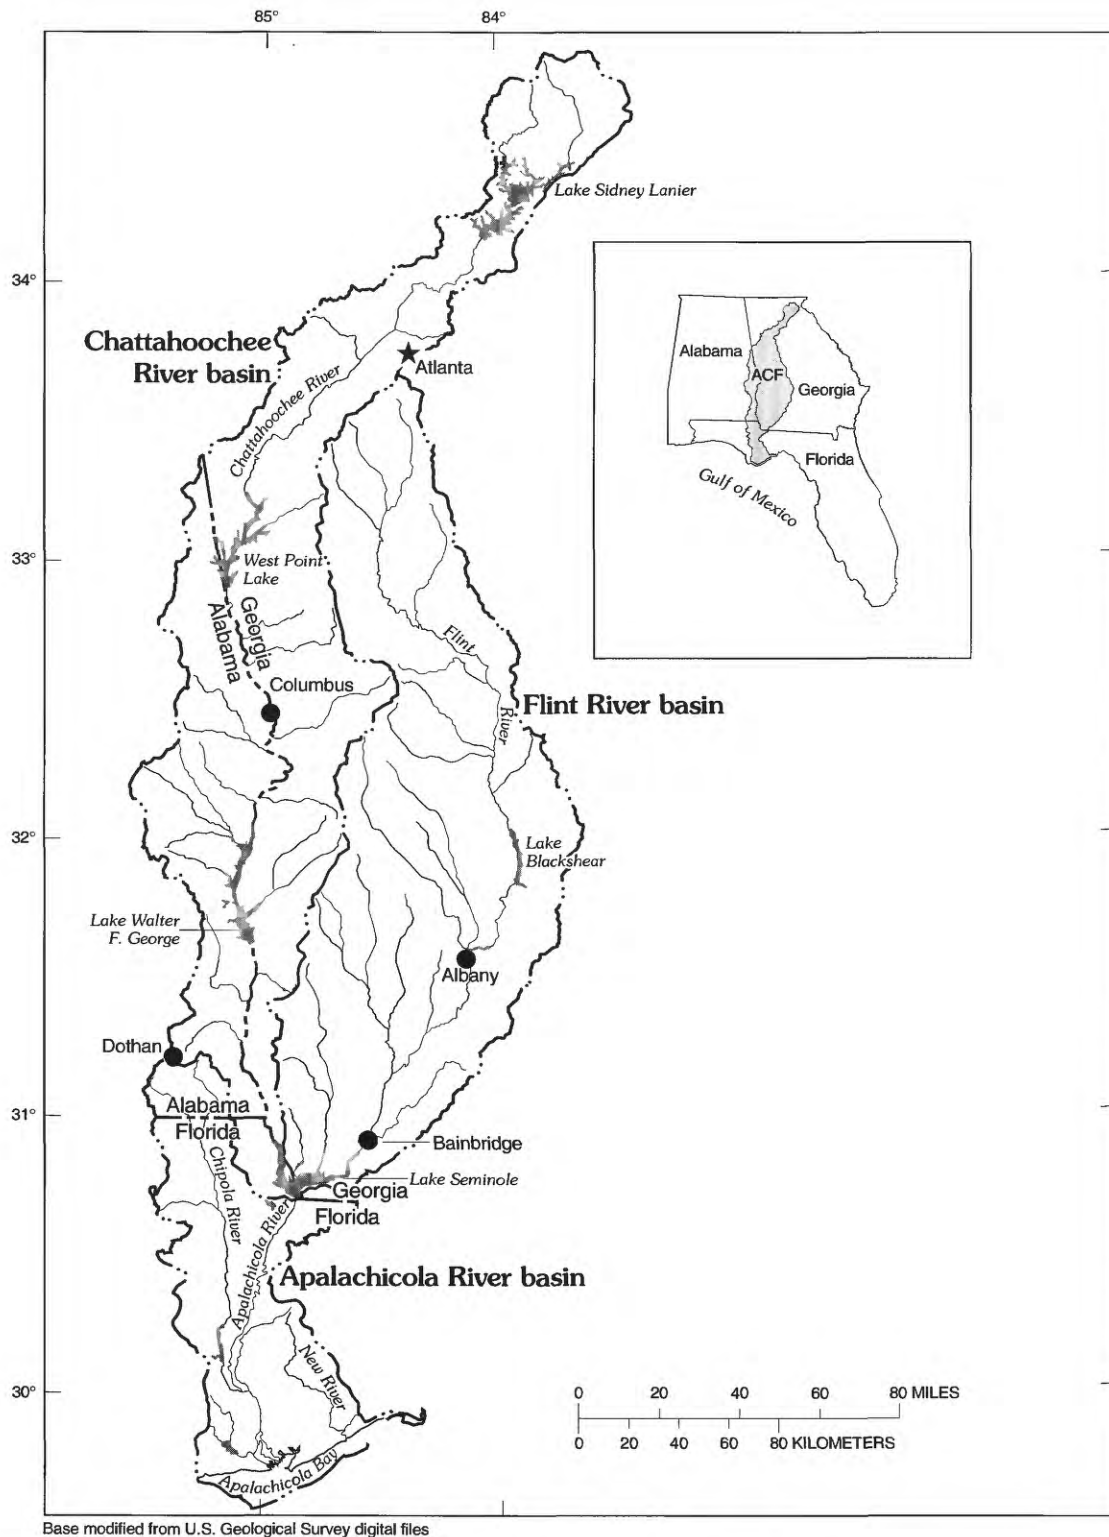 85°
84°
Lake Sidney Lanier
34°
Chattahoochee
River basin
Atlanta
Chattahoochee River
Alabama
ACF
Georgia
Florida
Gulf of Mexico
33°
West Point
Lake
Georgia
Alabama
Flint
River
Columbus
Flint River basin
32°
Lake
Blackshear
Lake Walter
F. George
Albany
Dothan
31°
Alabama
Florida
Bainbridge
Chipola River
Lake Seminole
Georgia
Florida
Apalachicola River
Apalachicola River basin
New River
30°
0 20 40 60 80 MILES
0 20 40 60 80 KILOMETERS
Apalachicola Bay
Base modified from U.S. Geological Survey digital files